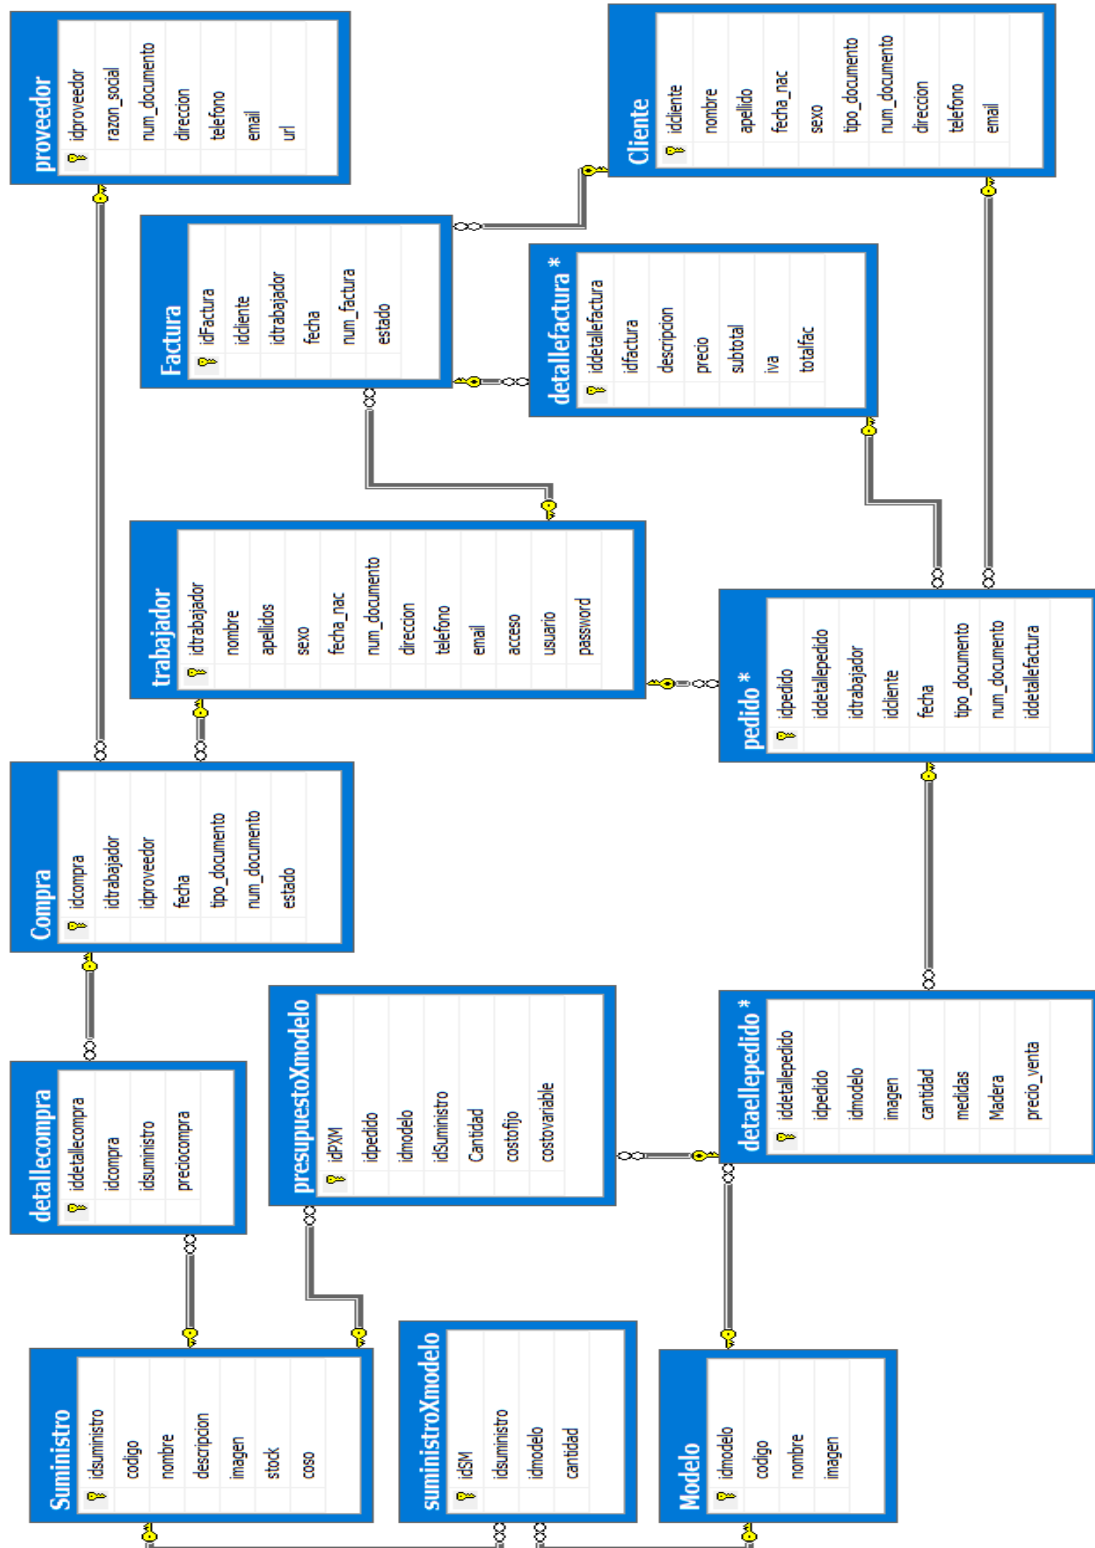 Suministro
idsuministro
codigo
nombre
descripcion
imagen
stock
coso
detallecompra
iddetallecompra
idcompra
idsuministro
preciocompra
Compra
idcompra
idtrabajador
idproveedor
fecha
tipo_documento
num_documento
estado
proveedor
idproveedor
razon_social
num_documento
direccion
telefono
email
url
trabajador
idtrabajador
nombre
apellidos
sexo
fecha_nac
num_documento
direccion
telefono
email
acceso
usuario
password
Factura
idFactura
idcliente
idtrabajador
fecha
num_factura
estado
presupuestoXmodelo
idPXM
idpedido
idmodelo
idSuministro
Cantidad
costofijo
costovariable
suministroXmodelo
idSM
idsuministro
idmodelo
cantidad
detallefactura *
iddetallefactura
idfactura
descripcion
precio
subtotal
iva
totalfac
Cliente
idcliente
nombre
apellido
fecha_nac
sexo
tipo_documento
num_documento
direccion
telefono
email
Modelo
idmodelo
codigo
nombre
imagen
detaellepedido *
iddetallepedido
idpedido
idmodelo
imagen
cantidad
medidas
Madera
precio_venta
pedido *
idpedido
iddetallepedido
idtrabajador
idcliente
fecha
tipo_documento
num_documento
iddetallefactura